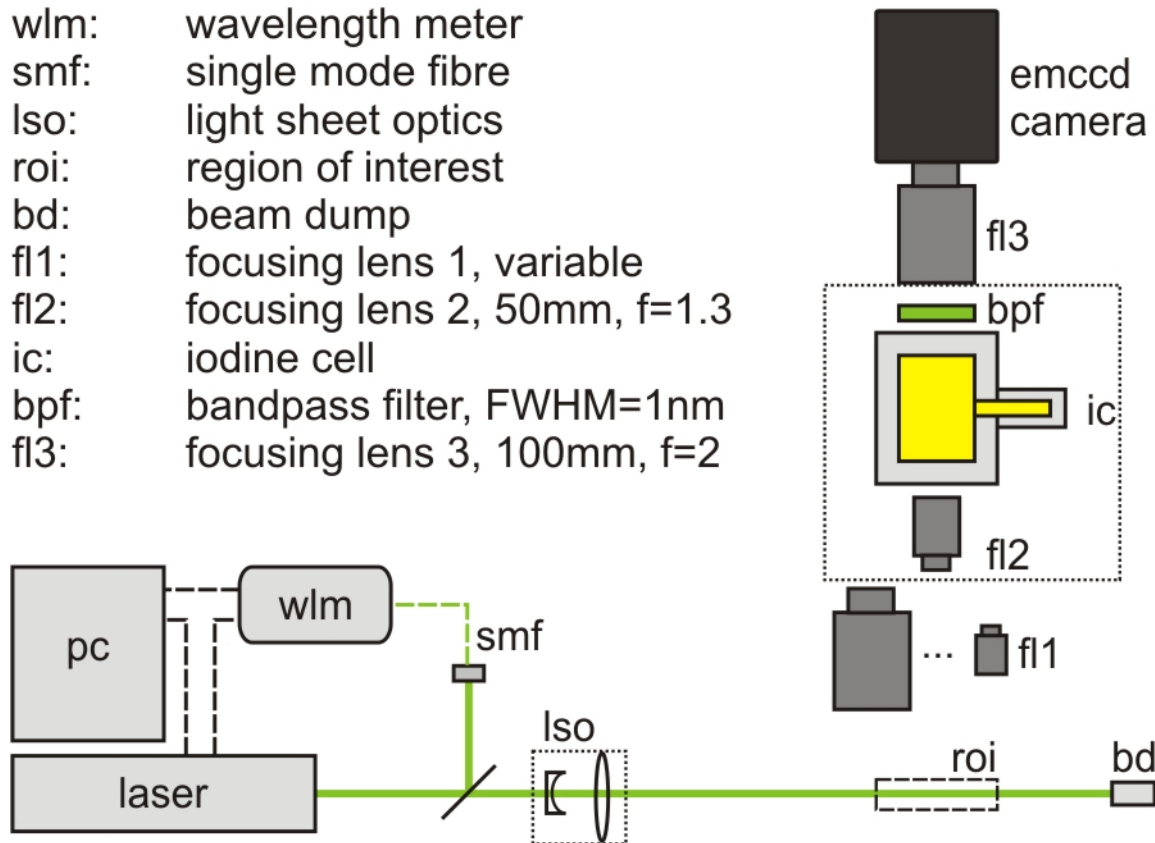 wlm: wavelength meter
smf: single mode fibre
lso: light sheet optics
roi: region of interest
bd: beam dump
fl1: focusing lens 1, variable
fl2: focusing lens 2, 50mm, f=1.3
ic: iodine cell
bpf: bandpass filter, FWHM=1nm
fl3: focusing lens 3, 100mm, f=2
emccd
camera
fl3
bpf
ic
fl2
... fl1
pc
wlm
smf
laser
lso
roi
bd